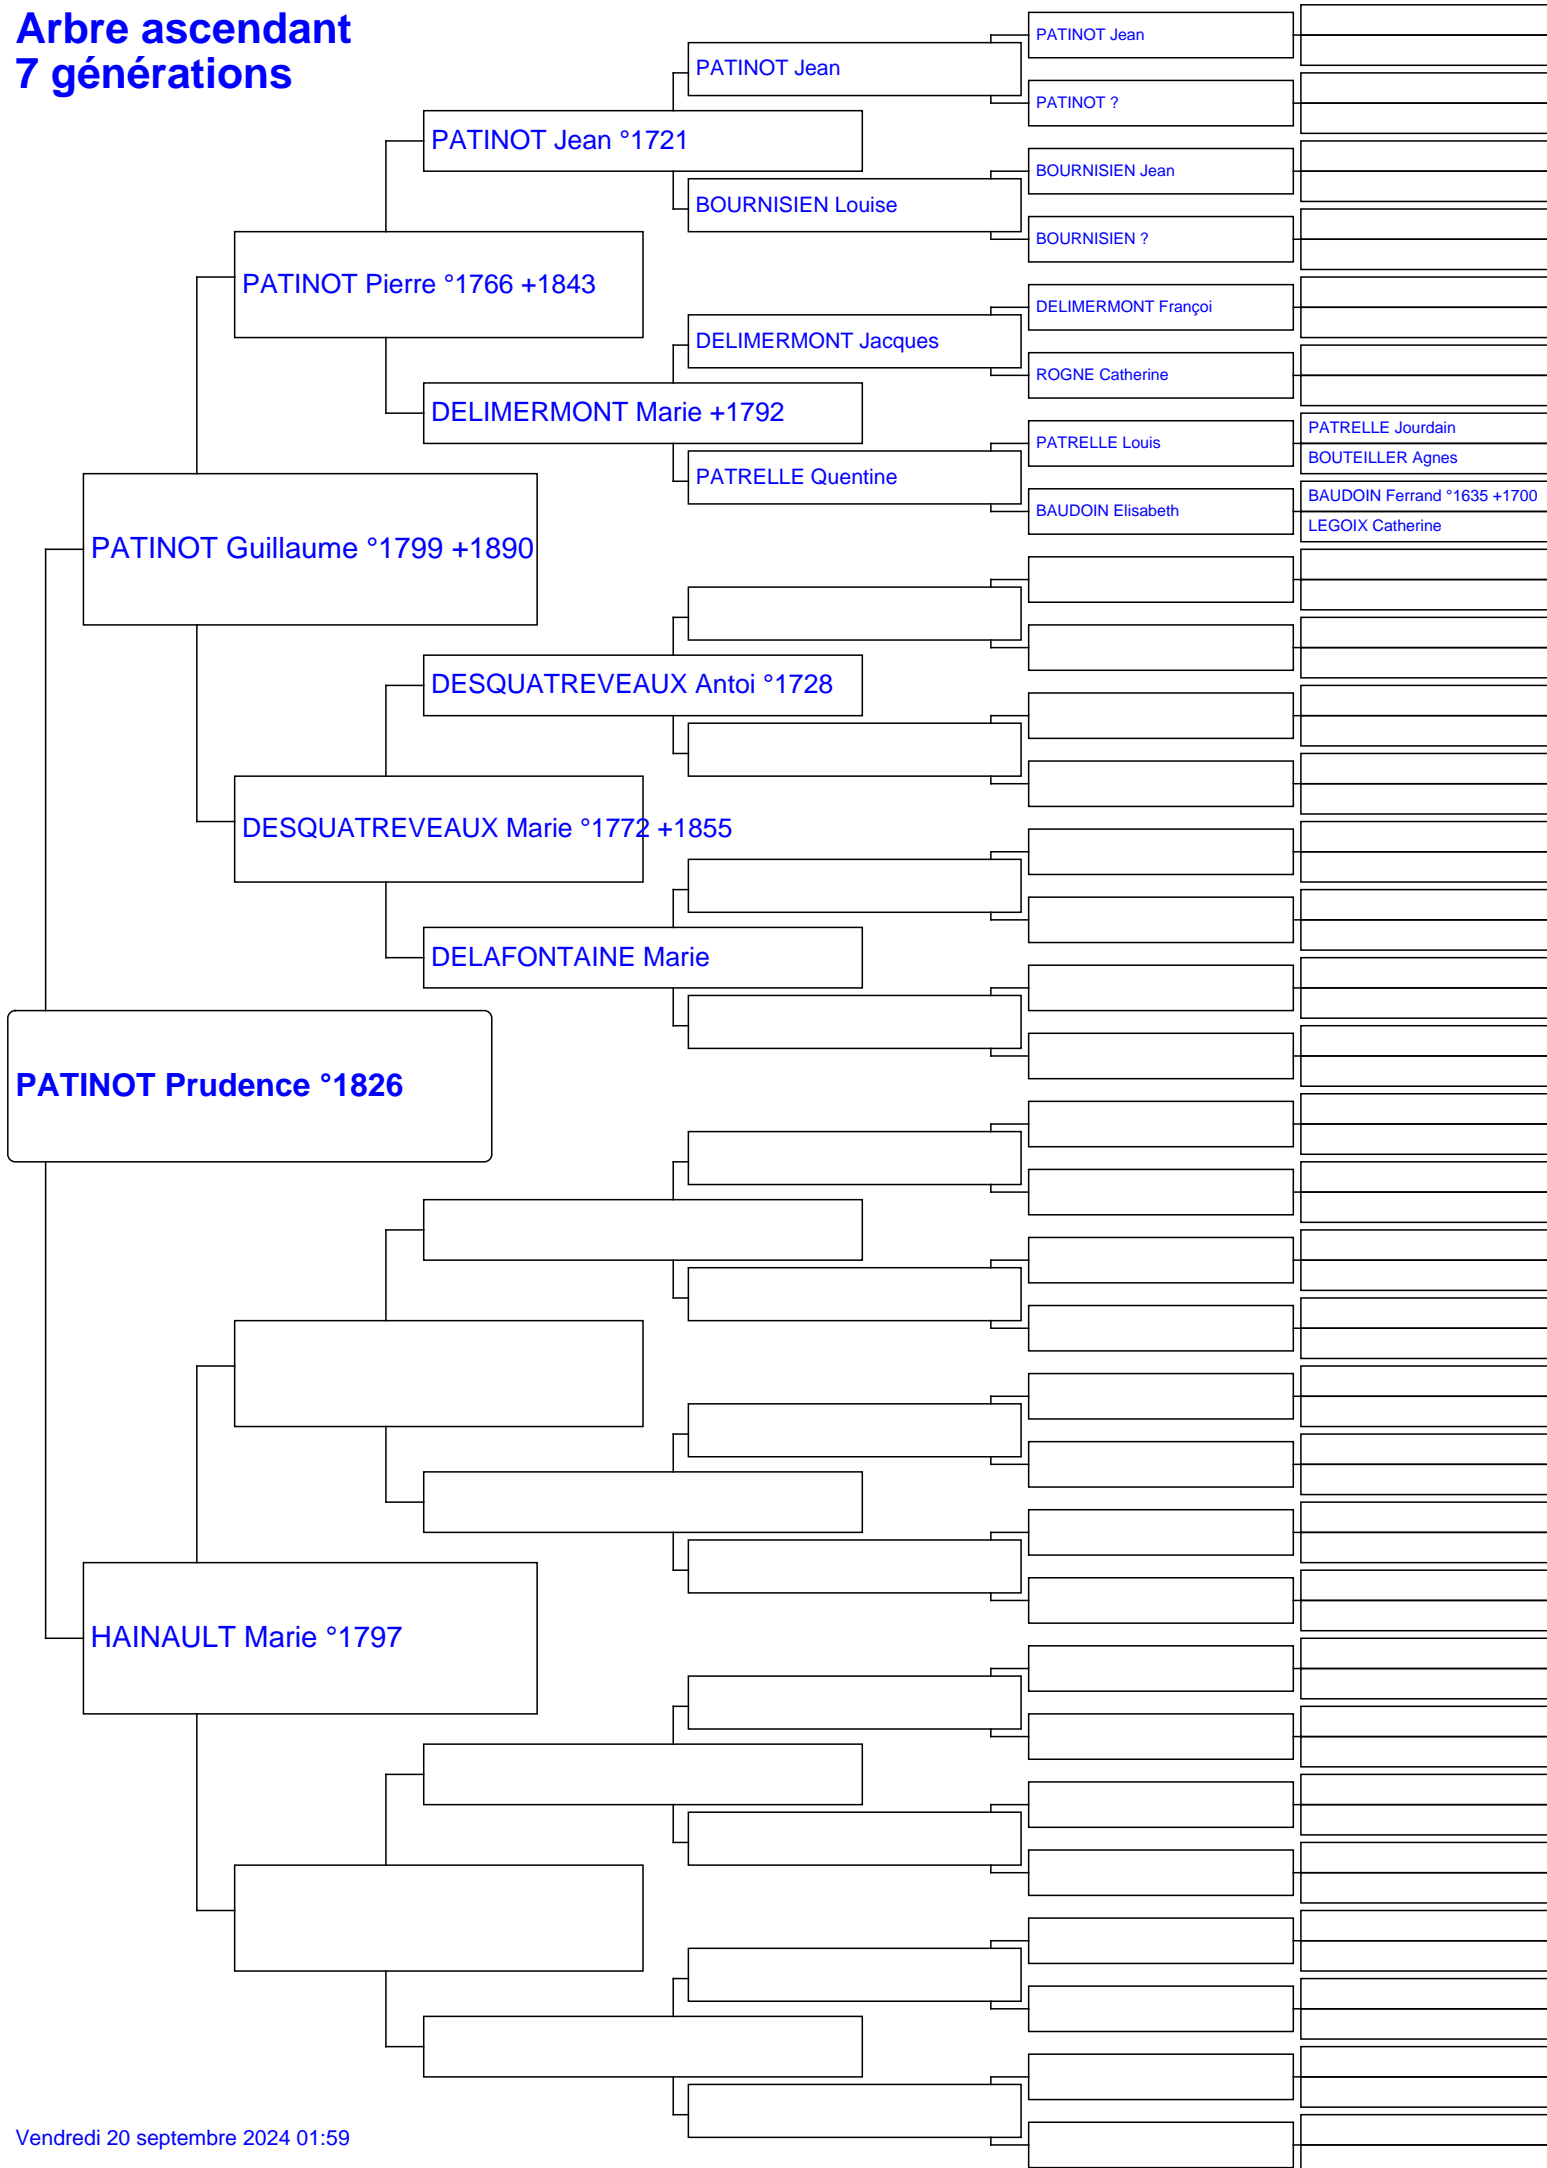 Arbre ascendant
7 générations
PATINOT Jean
PATINOT Jean
PATINOT ?
PATINOT Jean °1721
BOURNISIEN Jean
BOURNISIEN Louise
BOURNISIEN ?
PATINOT Pierre °1766 +1843
DELIMERMONT Françoi
DELIMERMONT Jacques
ROGNE Catherine
DELIMERMONT Marie +1792
PATRELLE Jourdain
PATRELLE Louis
BOUTEILLER Agnes
PATRELLE Quentine
BAUDOIN Ferrand °1635 +1700
BAUDOIN Elisabeth
LEGOIX Catherine
PATINOT Guillaume °1799 +1890
DESQUATREVEAUX Antoi °1728
DESQUATREVEAUX Marie °1772 +1855
DELAFONTAINE Marie
PATINOT Prudence °1826
HAINAULT Marie °1797
Vendredi 20 septembre 2024 01:59